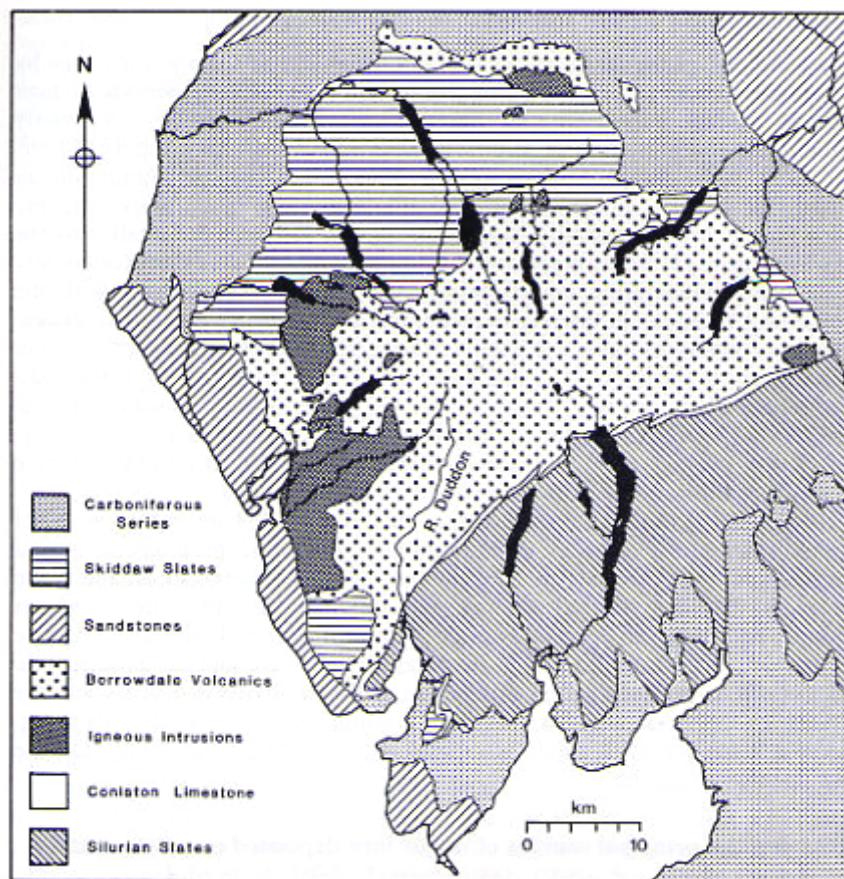 N
R. Duddon
Carboniferous
Series
Skiddaw Slates
Sandstones
Borrowdale Volcanics
Igneous Intrusions
Coniston Limestone
Silurian Slates
km
0 10